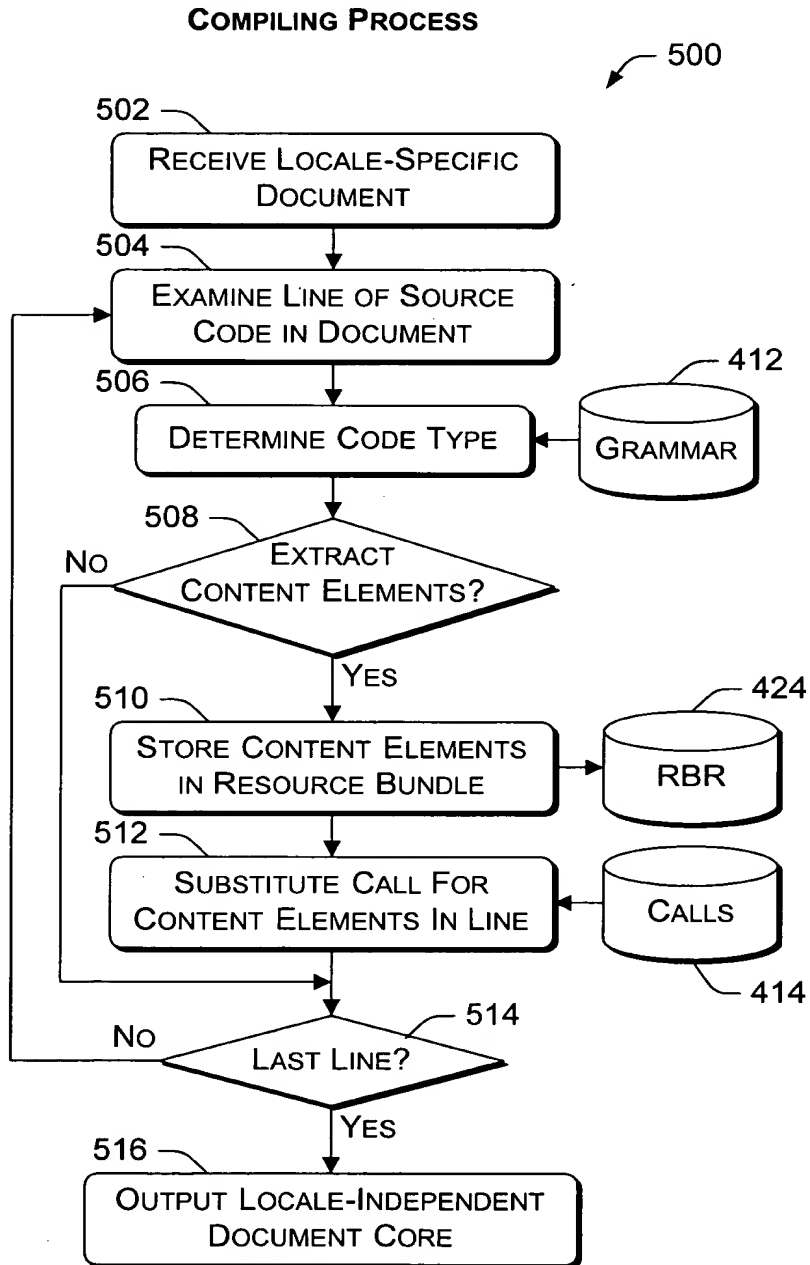 COMPILING PROCESS
500
502
RECEIVE LOCALE-SPECIFIC
DOCUMENT
504
EXAMINE LINE OF SOURCE
CODE IN DOCUMENT
506
DETERMINE CODE TYPE
412
GRAMMAR
508
EXTRACT
CONTENT ELEMENTS?
NO
YES
510
STORE CONTENT ELEMENTS
IN RESOURCE BUNDLE
424
RBR
512
SUBSTITUTE CALL FOR
CONTENT ELEMENTS IN LINE
CALLS
414
514
LAST LINE?
NO
YES
516
OUTPUT LOCALE-INDEPENDENT
DOCUMENT CORE